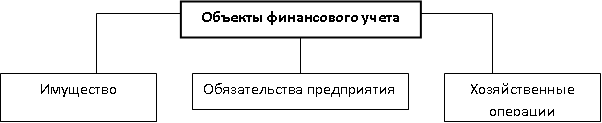 Объекты финансового учета
Имущество
Обязательства предприятия
Хозяйственные
операции